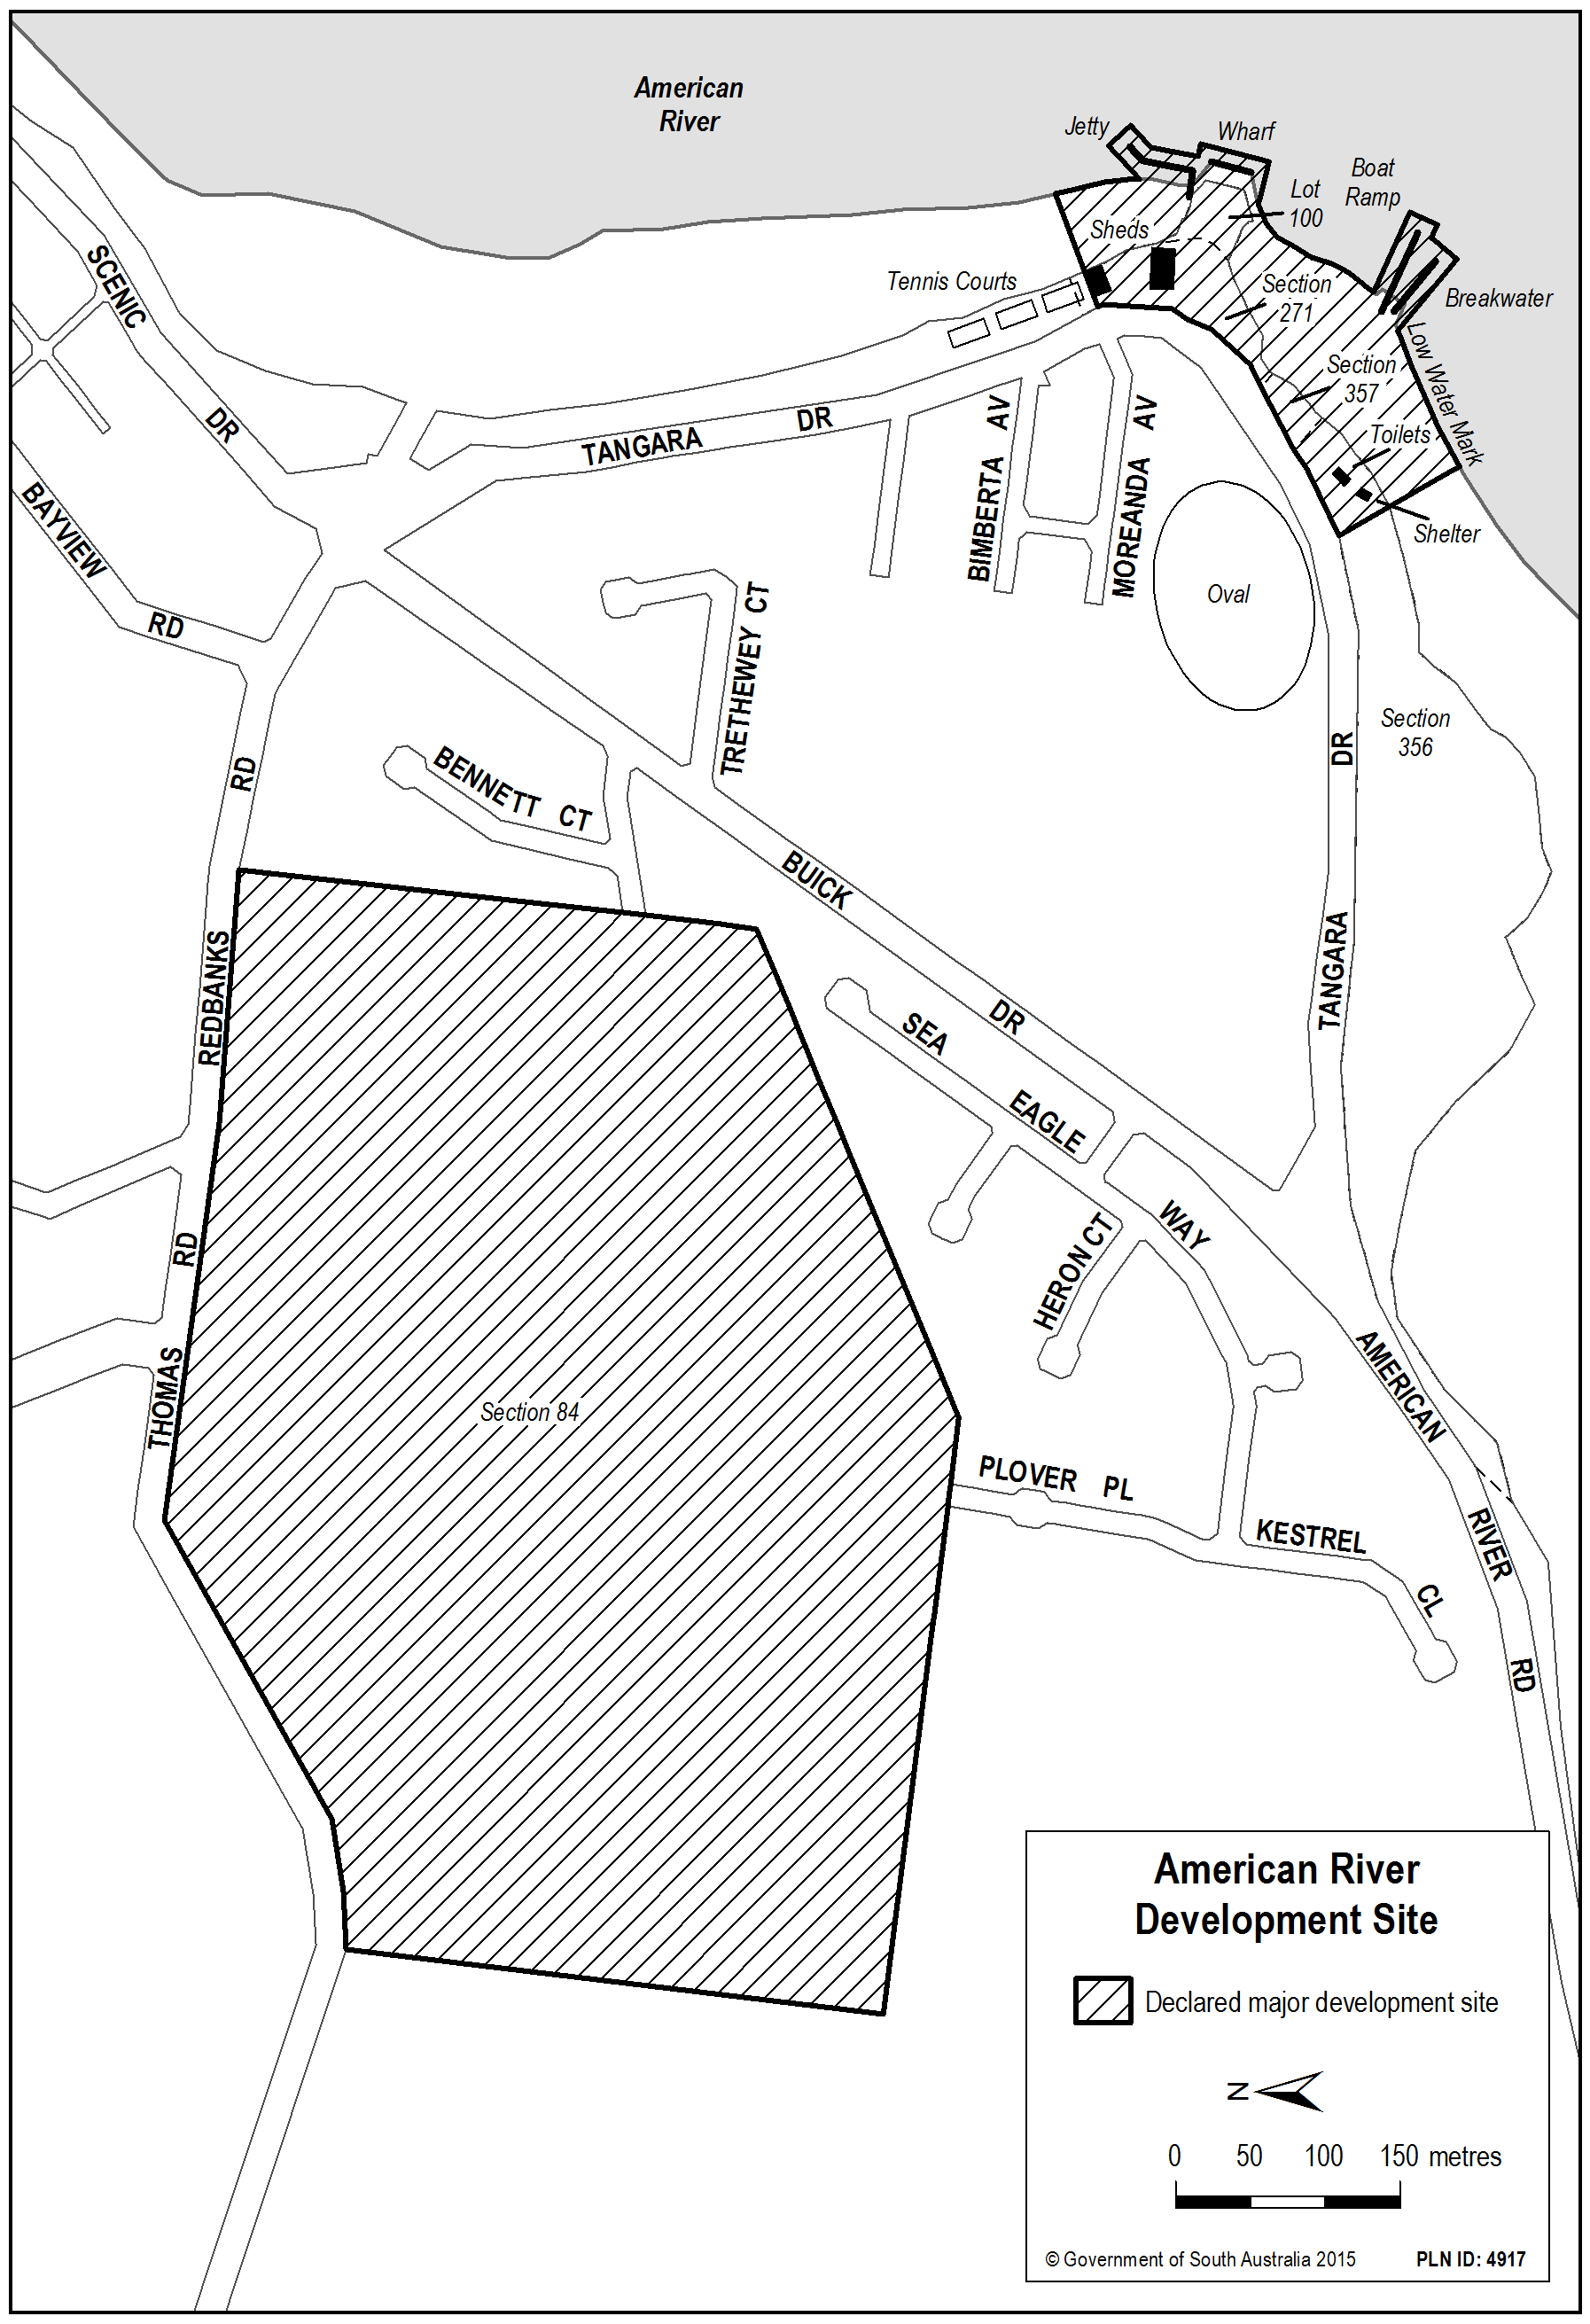 American
River
Jetty
Wharf
Boat
Ramp
Lot
100
Sheds
Tennis Courts
Section
271
Breakwater
Low Water Mark
Section
357
Toilets
Shelter
SCENIC
DR
TANGARA
DR
BIMBERTA AV
MOREANDA AV
BAYVIEW
RD
Oval
TRETHEWEY CT
Section
356
DR
RD
BENNETT CT
BUICK
DR
TANGARA
REDBANKS
SEA
EAGLE
WAY
HERON CT
RD
THOMAS
AMERICAN
RIVER
RD
Section 84
PLOVER PL
KESTREL
CL
American River
Development Site
Declared major development site
N
0 50 100 150 metres
© Government of South Australia 2015 PLN ID: 4917